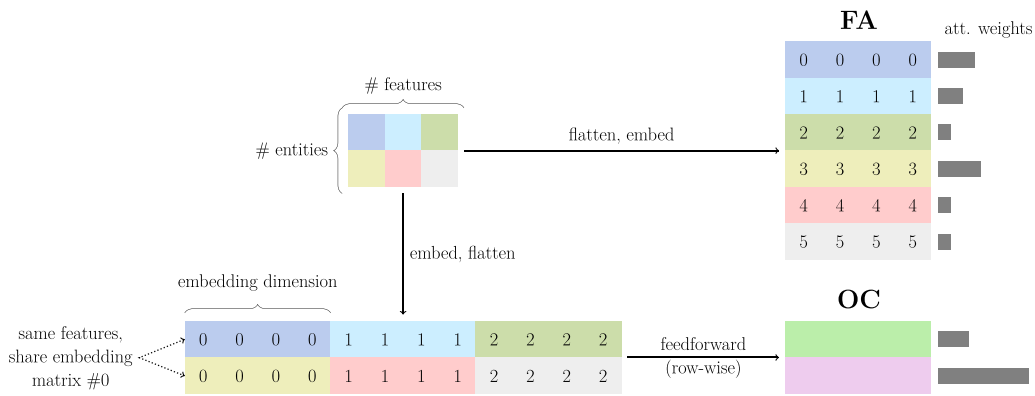 FA
att. weights
# features
# entities
flatten, embed
0 0 0 0
1 1 1 1
2 2 2 2
3 3 3 3
4 4 4 4
5 5 5 5
embed, flatten
embedding dimension
same features,
share embedding
matrix #0
0 0 0 0 1 1 1 1 2 2 2 2
0 0 0 0 1 1 1 1 2 2 2 2
feedforward
(row-wise)
OC